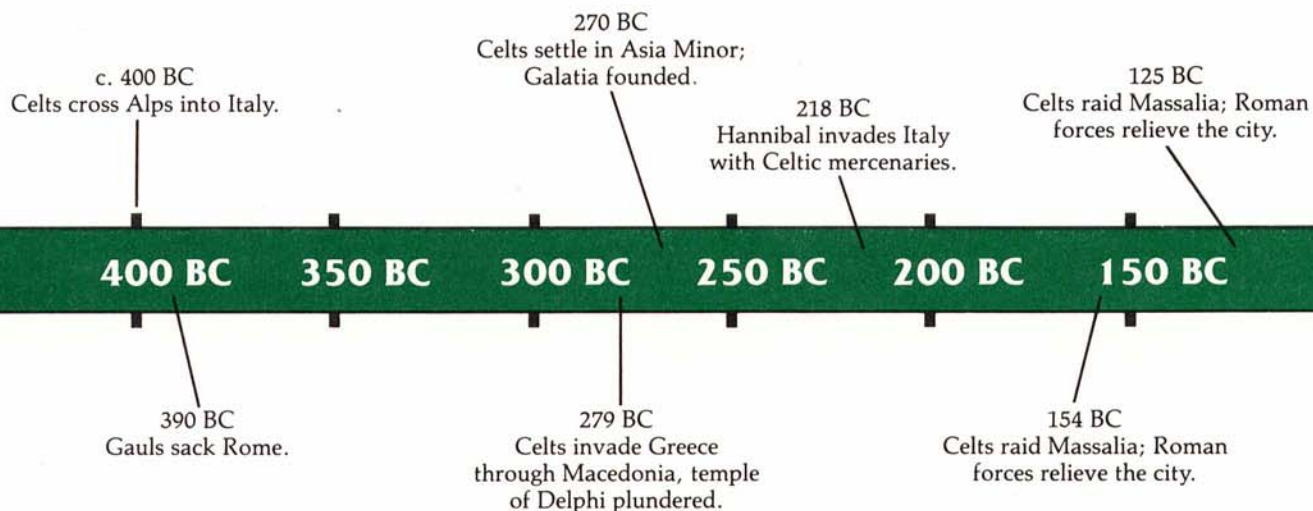 270 BC
Celts settle in Asia Minor;
Galatia founded.
c. 400 BC
Celts cross Alps into Italy.
218 BC
Hannibal invades Italy
with Celtic mercenaries.
125 BC
Celts raid Massalia; Roman
forces relieve the city.
400 BC
350 BC
300 BC
250 BC
200 BC
150 BC
390 BC
Gauls sack Rome.
279 BC
Celts invade Greece
through Macedonia, temple
of Delphi plundered.
154 BC
Celts raid Massalia; Roman
forces relieve the city.